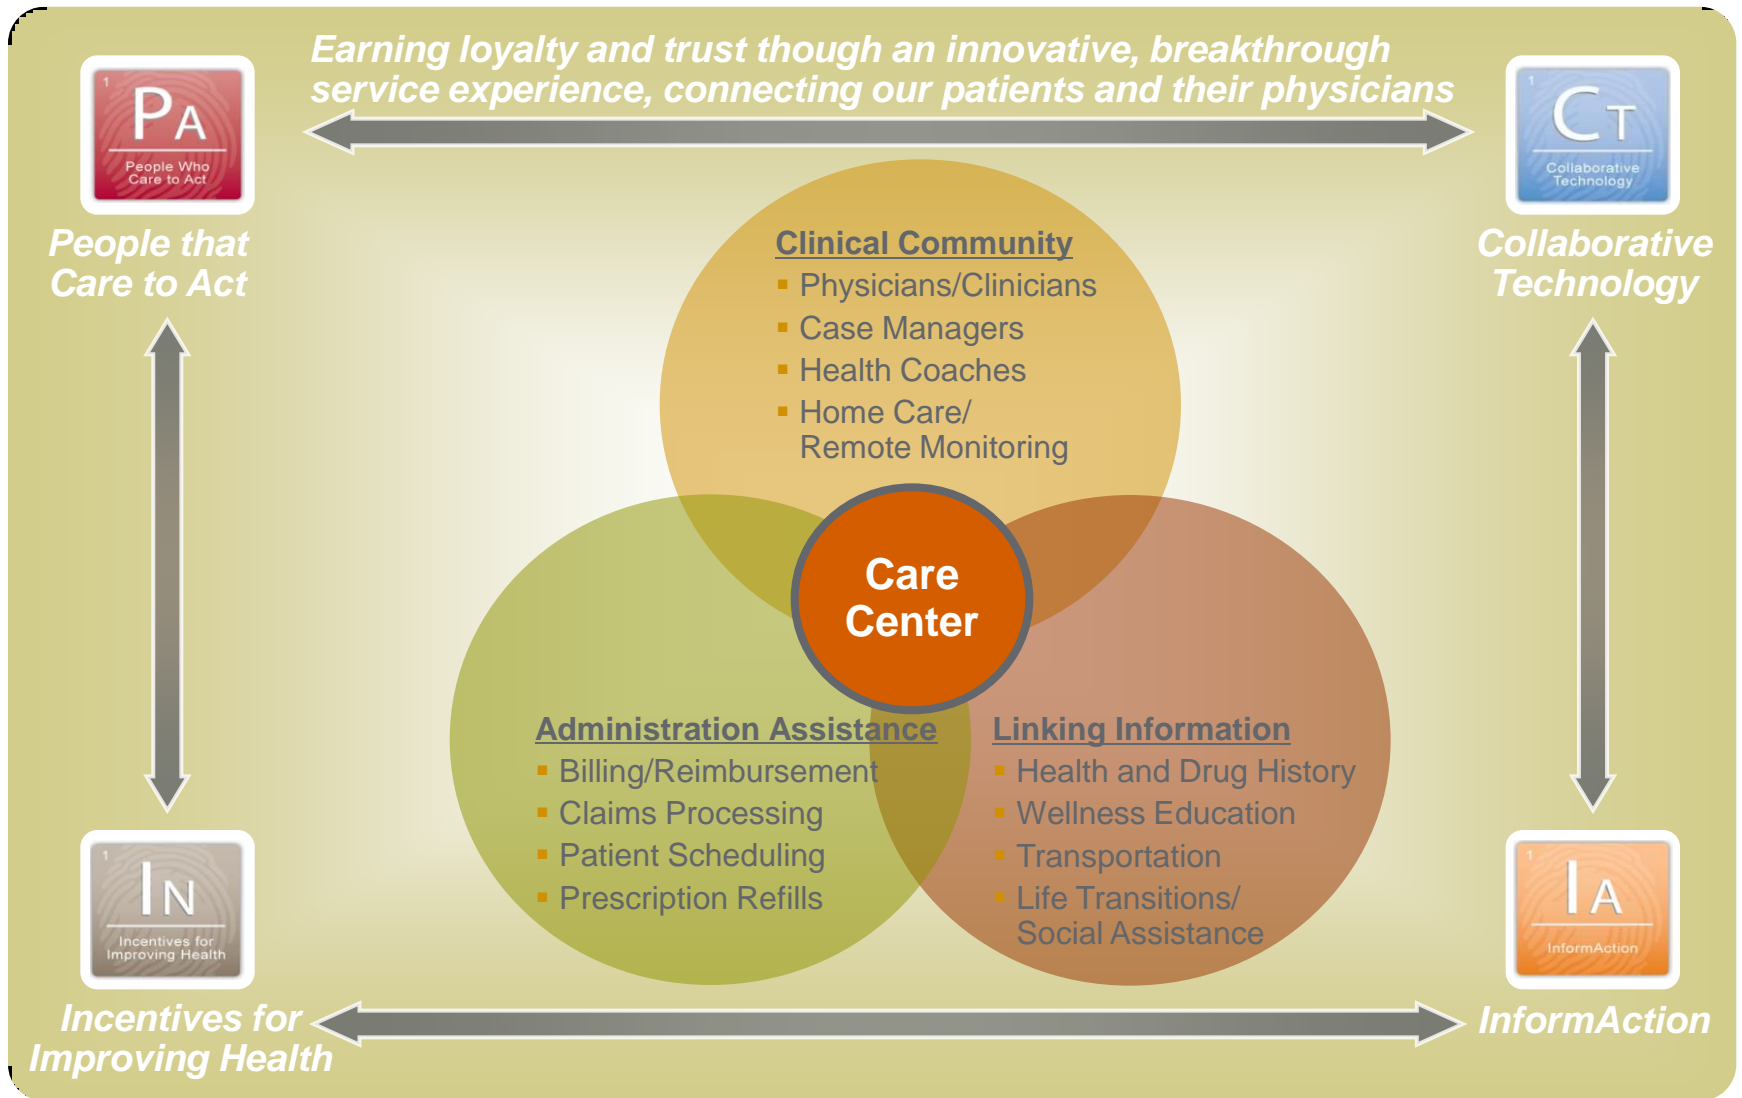 Earning loyalty and trust though an innovative, breakthrough
service experience, connecting our patients and their physicians
1
PA
People Who
Care to Act
People that
Care to Act
1
CT
Collaborative
Technology
Collaborative
Technology
Clinical Community
Physicians/Clinicians
Case Managers
Health Coaches
Home Care/
Remote Monitoring
Care
Center
Administration Assistance
Billing/Reimbursement
Claims Processing
Patient Scheduling
Prescription Refills
Linking Information
Health and Drug History
Wellness Education
Transportation
Life Transitions/
Social Assistance
1
IN
Incentives for
Improving Health
Incentives for
Improving Health
1
IA
InformAction
InformAction